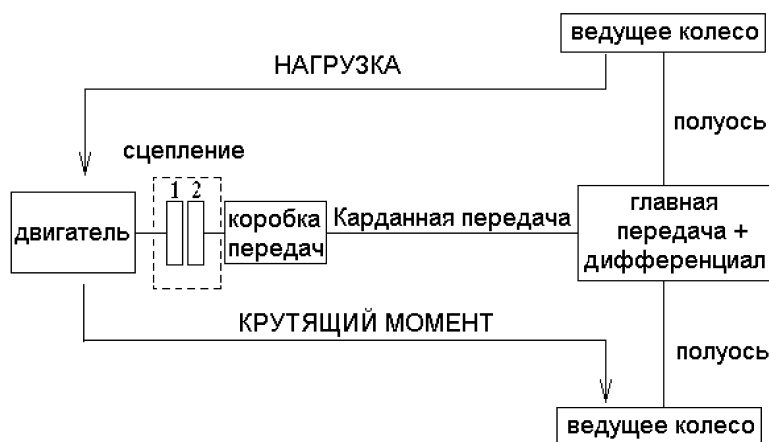 ведущее колесо
НАГРУЗКА
полуось
сцепление
1 2
двигатель
коробка
передач
Карданная передача
главная
передача +
дифференциал
КРУТЯЩИЙ МОМЕНТ
полуось
ведущее колесо